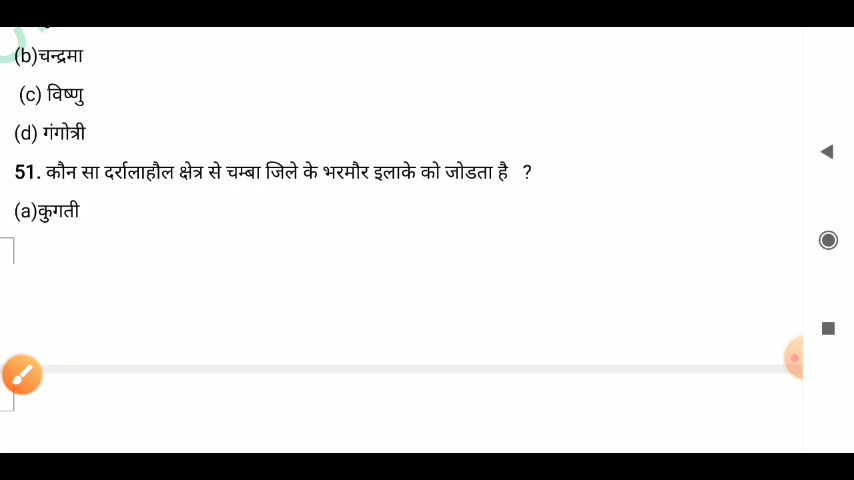 (b)चन्द्रमा
(c) विष्णु
(d) गंगोत्री
51. कौन सा दर्रालाहौल क्षेत्र से चम्बा जिले के भरमौर इलाके को जोडता है ?
(a)कुगती